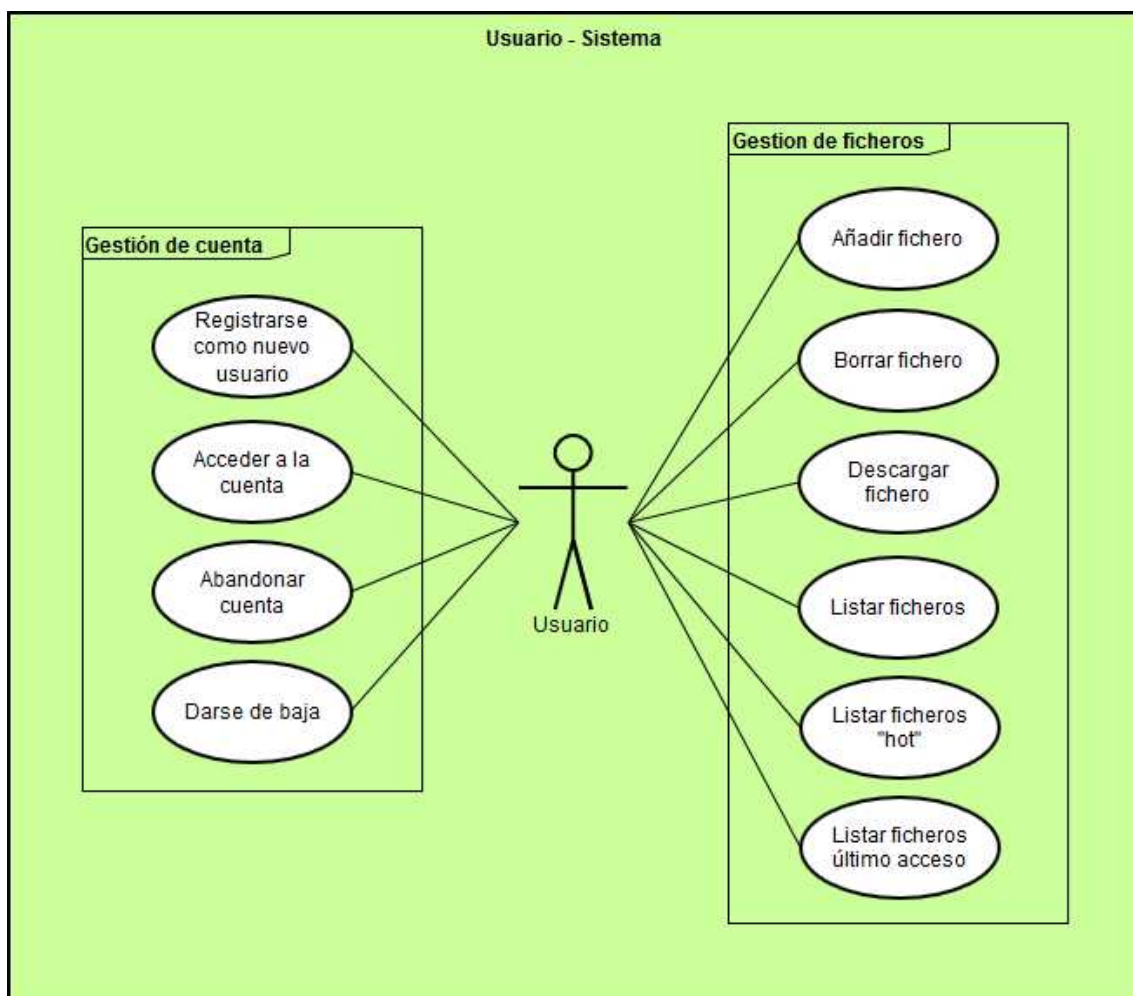 Usuario - Sistema
Gestión de cuenta
Registrarse
como nuevo
usuario
Acceder a la
cuenta
Abandonar
cuenta
Darse de baja
Usuario
Gestion de ficheros
Añadir fichero
Borrar fichero
Descargar
fichero
Listar ficheros
Listar ficheros
"hot"
Listar ficheros
último acceso